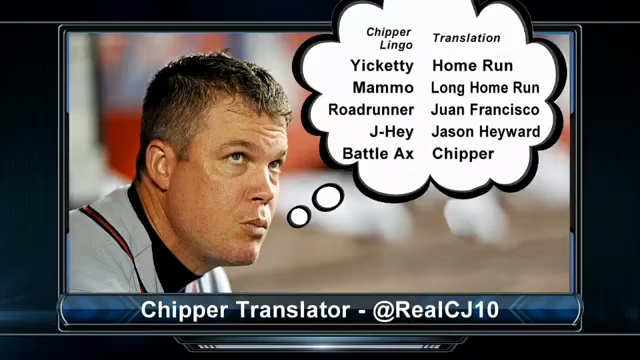 Chipper Lingo Translation
Yicketty Home Run
Mammo Long Home Run
Roadrunner Juan Francisco
J-Hey Jason Heyward
Battle Ax Chipper
Chipper Translator - @RealCJ10